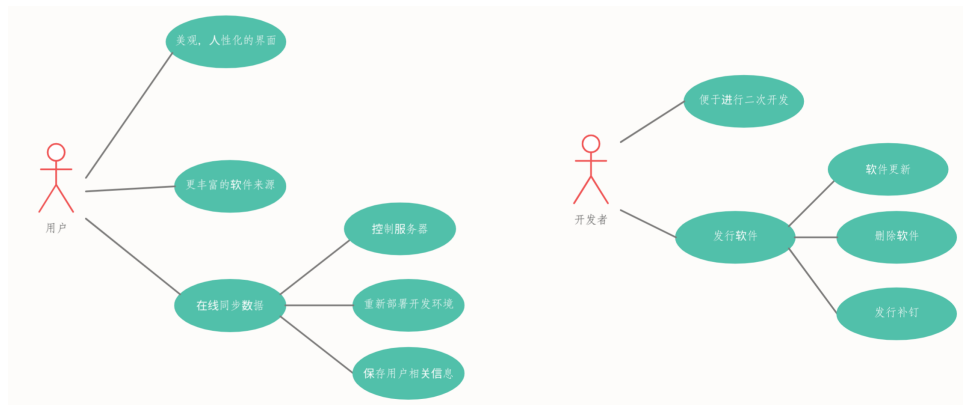 美观，人性化的界面
更丰富的软件来源
用户
控制服务器
在线同步数据
重新部署开发环境
保存用户相关信息
便于进行二次开发
软件更新
开发者
发行软件
删除软件
发行补钉